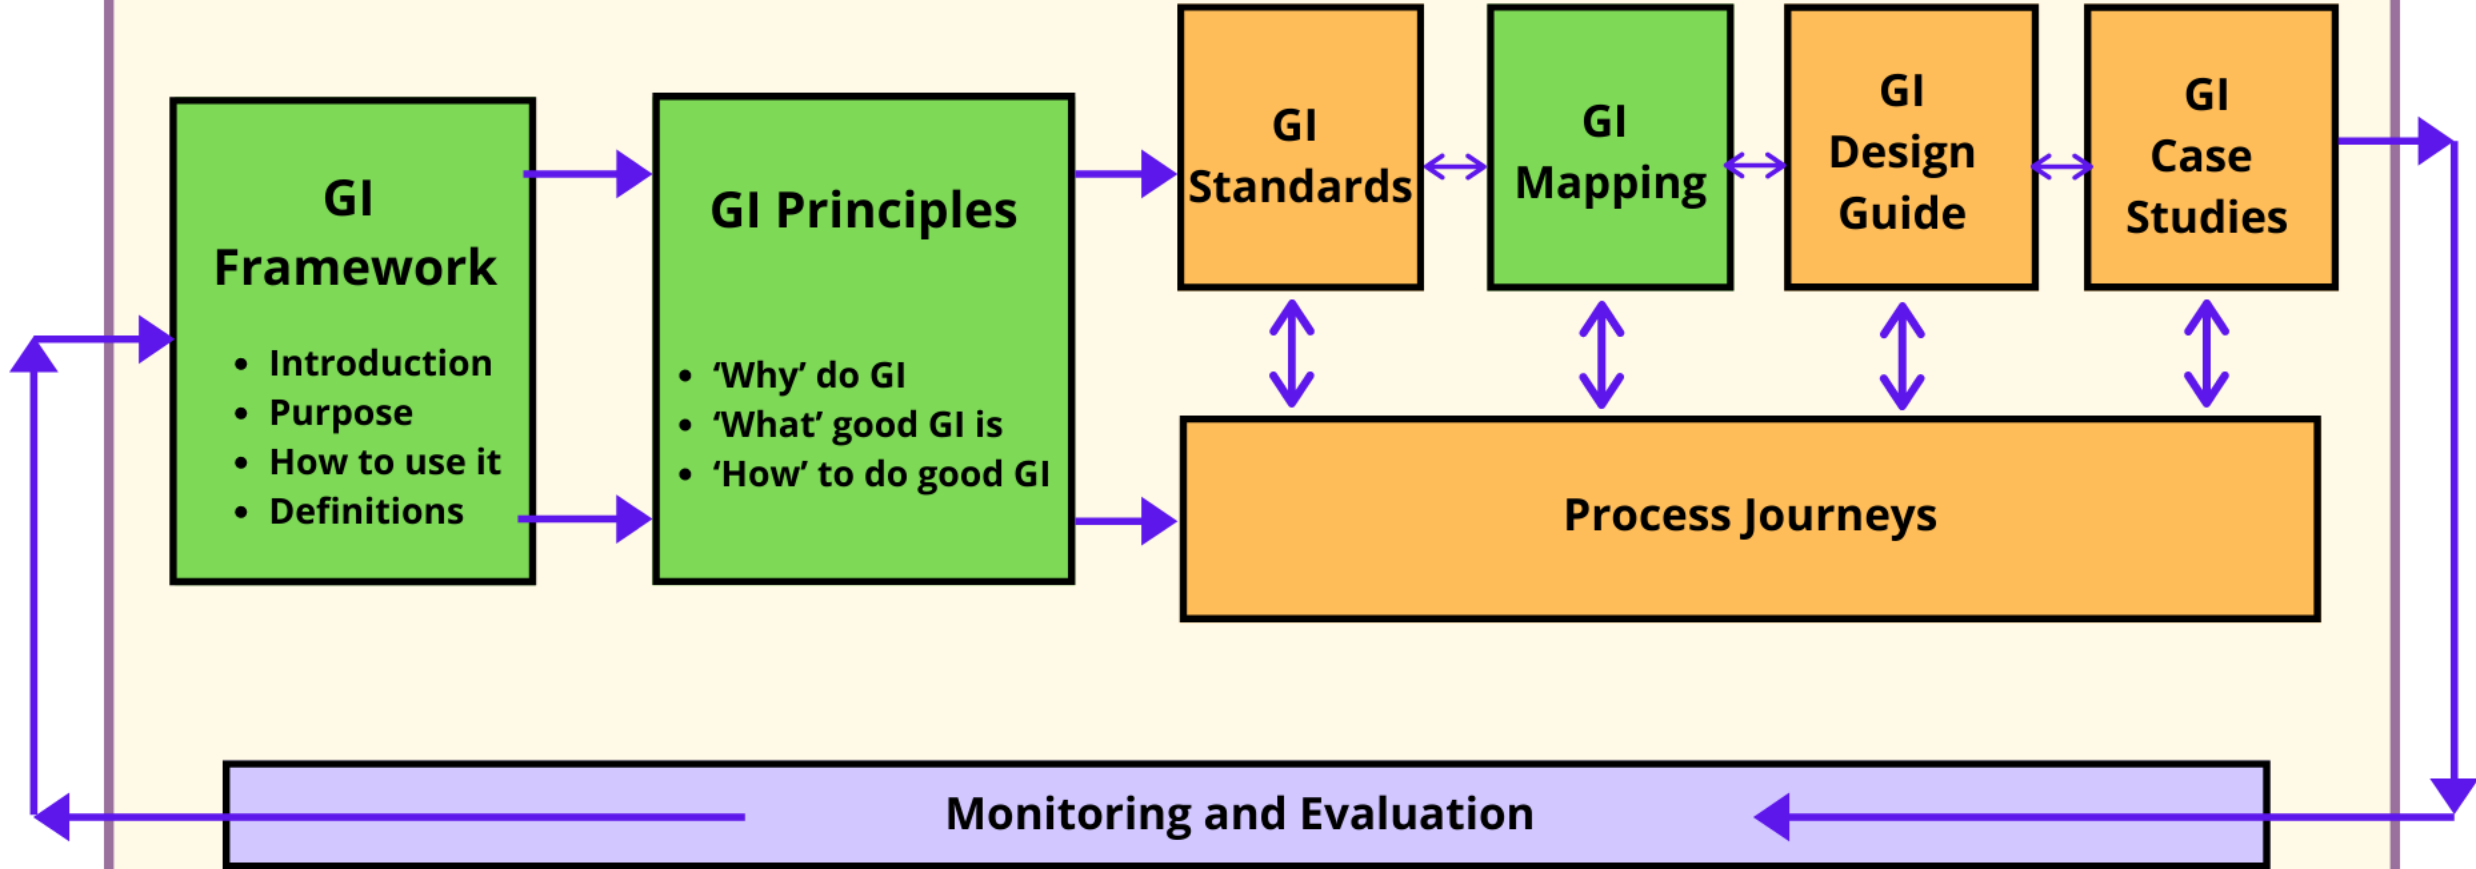 GI
Framework
• Introduction
• Purpose
• How to use it
• Definitions
GI Principles
• ‘Why’ do GI
• ‘What’ good GI is
• ‘How’ to do good GI
GI
Standards
GI
Mapping
GI
Design
Guide
GI
Case
Studies
Process Journeys
Monitoring and Evaluation